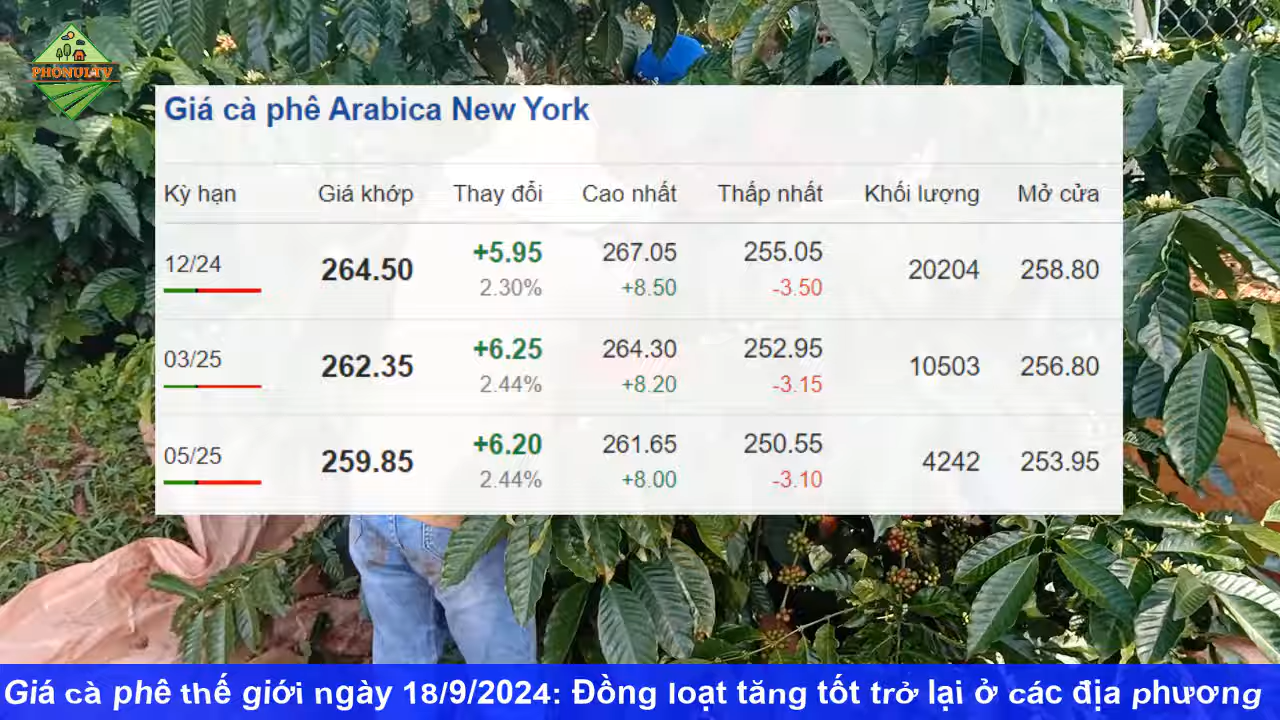 PHONUI TV
Giá cà phê Arabica New York
Kỳ hạn Giá khớp Thay đổi Cao nhất Thấp nhất Khối lượng Mở cửa
12/24 264.50 +5.95 267.05 255.05 20204 258.80
2.30% +8.50 -3.50
03/25 262.35 +6.25 264.30 252.95 10503 256.80
2.44% +8.20 -3.15
05/25 259.85 +6.20 261.65 250.55 4242 253.95
2.44% +8.00 -3.10
Giá cà phê thế giới ngày 18/9/2024: Đồng loạt tăng tốt trở lại ở các địa phương